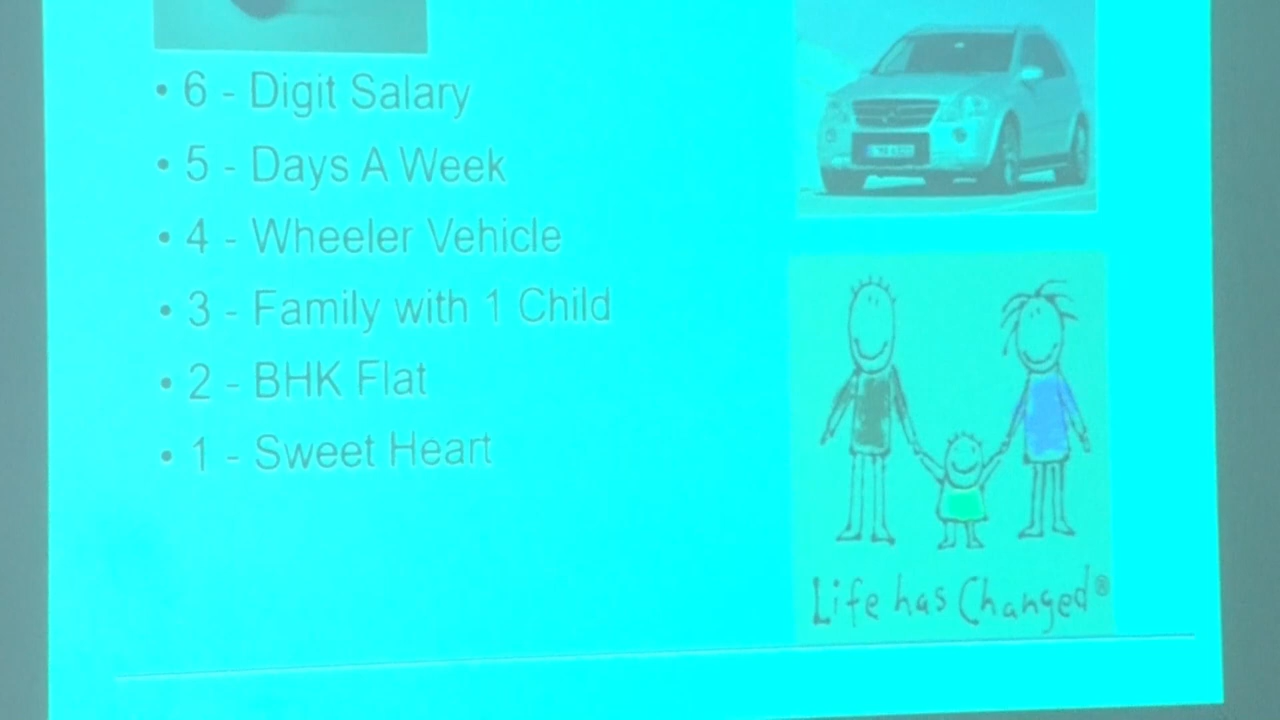 • 6 - Digit Salary
• 5 - Days A Week
• 4 - Wheeler Vehicle
• 3 - Family with 1 Child
• 2 - BHK Flat
• 1 - Sweet Heart
Life has Changed®